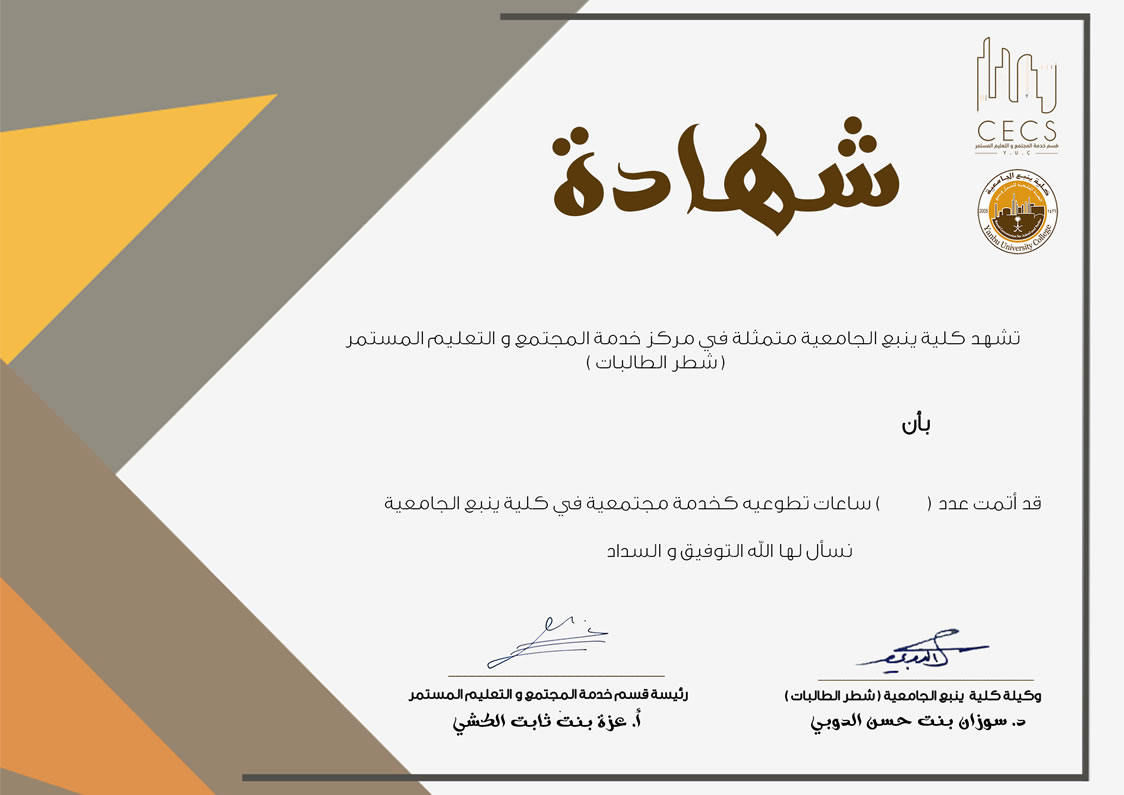 CECS
قسم خدمة المجتمع و التعليم المستمر
Y . U . C
كلية ينبع الجامعية
2005
١٤٢٦
Yanbu University College
شهادة
تشهد كلية ينبع الجامعية متمثلة في مركز خدمة المجتمع و التعليم المستمر
( شطر الطالبات )
بأن
قد أتمت عدد ( ) ساعات تطوعيه كخدمة مجتمعية في كلية ينبع الجامعية
نسأل لها الله التوفيق و السداد
وكيلة كلية ينبع الجامعية ( شطر الطالبات )
د. سوزان بنت حسن الدوبي
رئيسة قسم خدمة المجتمع و التعليم المستمر
أ. عزة بنت ثابت الخشي